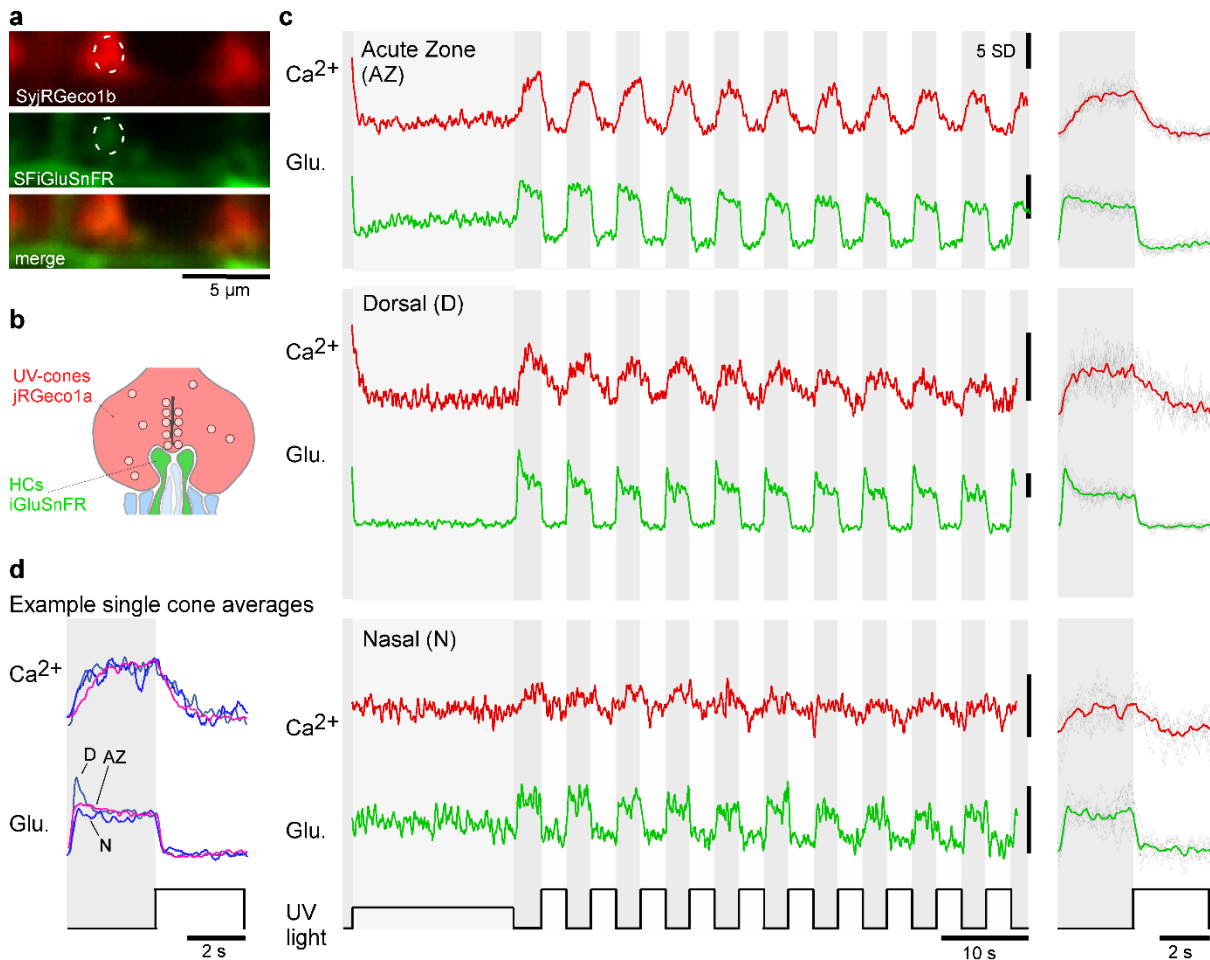 a
SyjRGeco1b
SFiGluSnFR
merge
5 µm
b
UV-cones
jRGeco1a
HCs
iGluSnFR
c
Acute Zone
(AZ)
Ca2+
Glu.
5 SD
Dorsal (D)
Ca2+
Glu.
Nasal (N)
Ca2+
Glu.
UV
light
10 s
2 s
d
Example single cone averages
Ca2+
D
AZ
Glu.
N
2 s